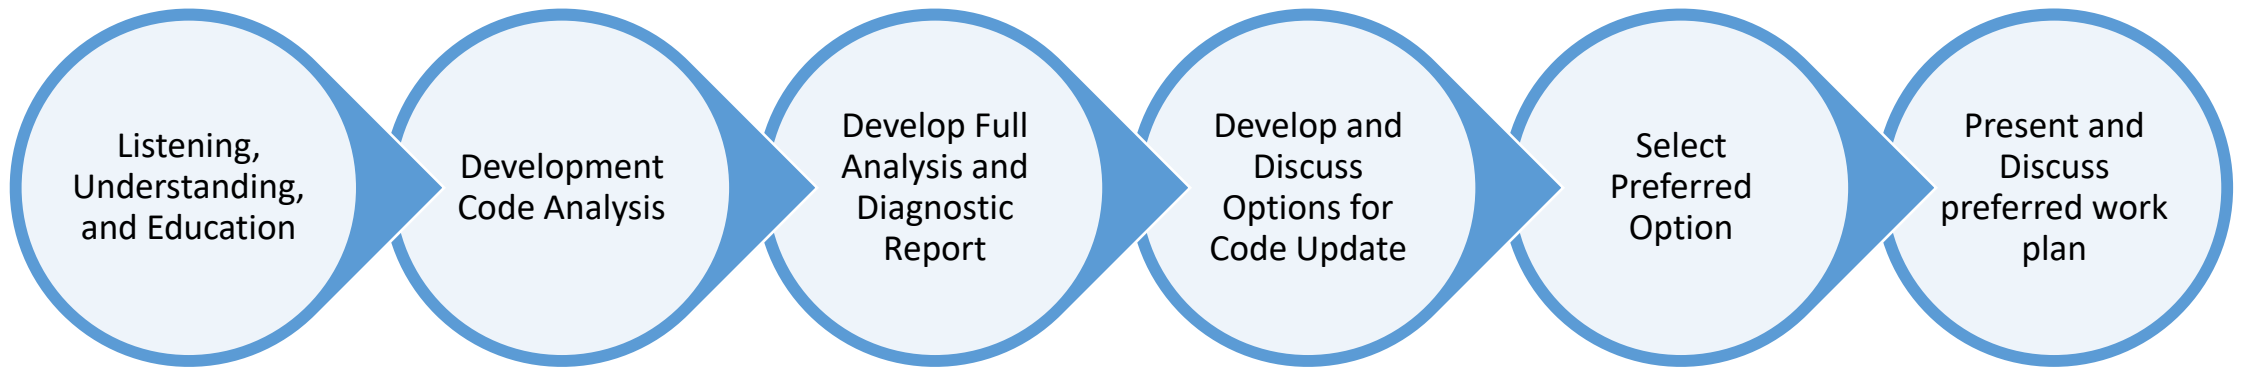 Listening,
Understanding,
and Education
Development
Code Analysis
Develop Full
Analysis and
Diagnostic
Report
Develop and
Discuss
Options for
Code Update
Select
Preferred
Option
Present and
Discuss
preferred work
plan